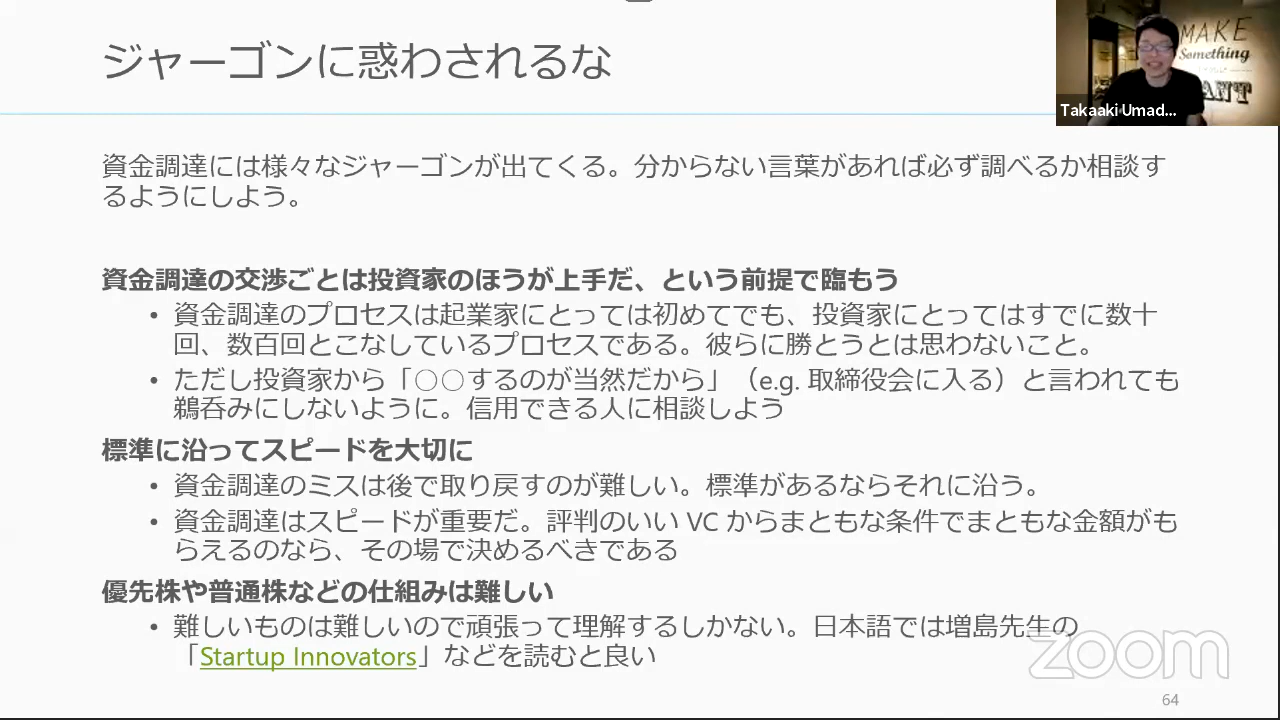 ジャーゴンに惑わされるな
MAKE
Something
ANT
Takaaki Umad...
資金調達には様々なジャーゴンが出てくる。分からない言葉があれば必ず調べるか相談す
るようにしよう。
資金調達の交渉ごとは投資家のほうが上手だ、という前提で臨もう
• 資金調達のプロセスは起業家にとっては初めてでも、投資家にとってはすでに数十
回、数百回とこなしているプロセスである。彼らに勝とうとは思わないこと。
• ただし投資家から「○○するのが当然だから」（e.g. 取締役会に入る）と言われても
鵜呑みにしないように。信用できる人に相談しよう
標準に沿ってスピードを大切に
• 資金調達のミスは後で取り戻すのが難しい。標準があるならそれに沿う。
• 資金調達はスピードが重要だ。評判のいい VC からまともな条件でまともな金額がも
らえるのなら、その場で決めるべきである
優先株や普通株などの仕組みは難しい
• 難しいものは難しいので頑張って理解するしかない。日本語では増島先生の
「Startup Innovators」などを読むと良い
zoom
64